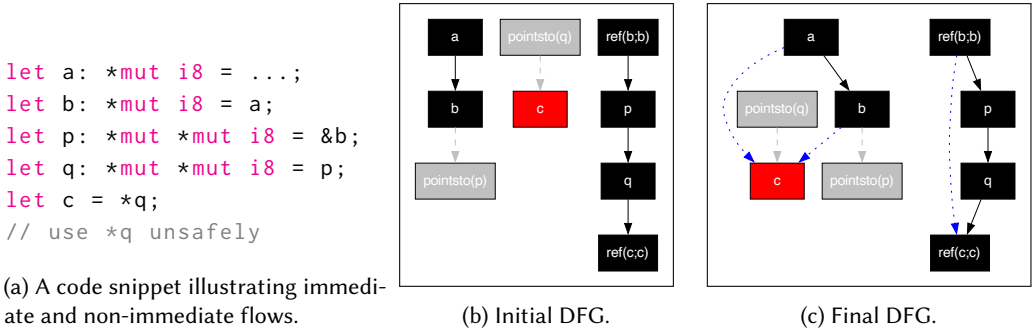 let a: *mut i8 = ...;
let b: *mut i8 = a;
let p: *mut *mut i8 = &b;
let q: *mut *mut i8 = p;
let c = *q;
// use *q unsafely
(a) A code snippet illustrating immedi-
ate and non-immediate flows.
a
pointsto(q)
ref(b;b)
b
c
p
pointsto(p)
q
ref(c;c)
(b) Initial DFG.
a
ref(b;b)
pointsto(q)
b
p
c
pointsto(p)
q
ref(c;c)
(c) Final DFG.